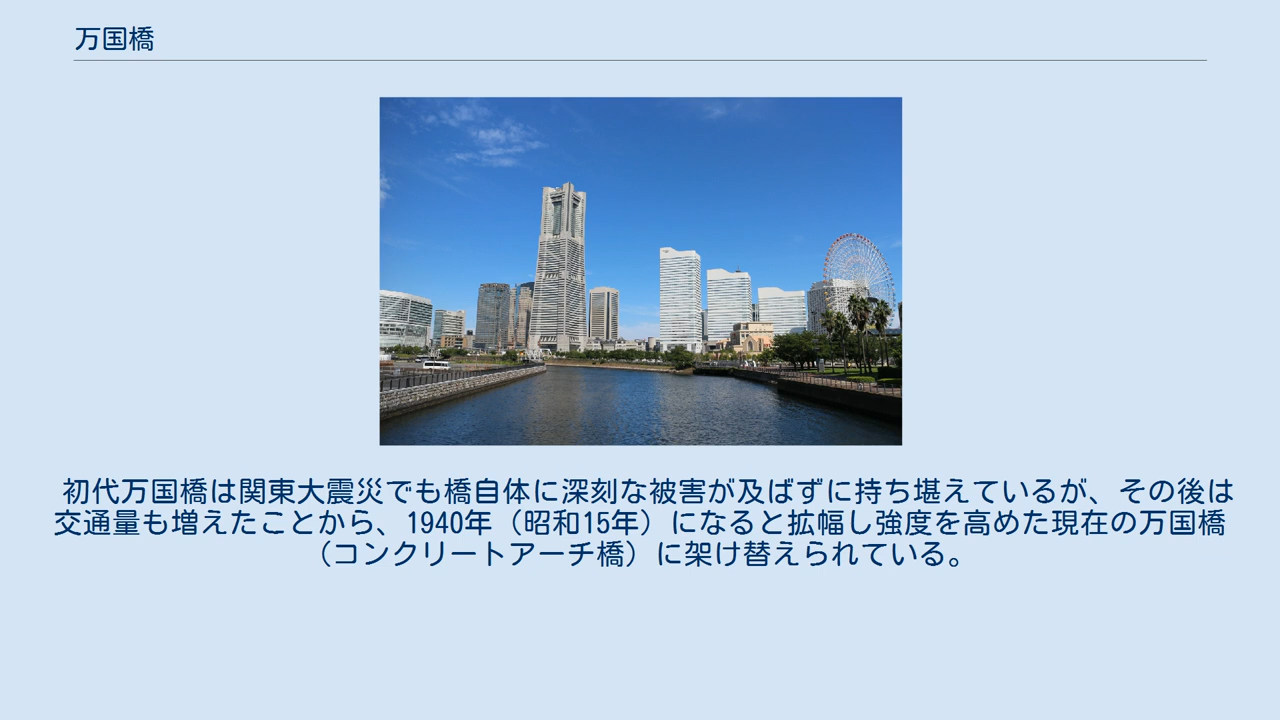 万国橋
初代万国橋は関東大震災でも橋自体に深刻な被害が及ばずに持ち堪えているが、その後は
交通量も増えたことから、1940年（昭和15年）になると拡幅し強度を高めた現在の万国橋
（コンクリートアーチ橋）に架け替えられている。